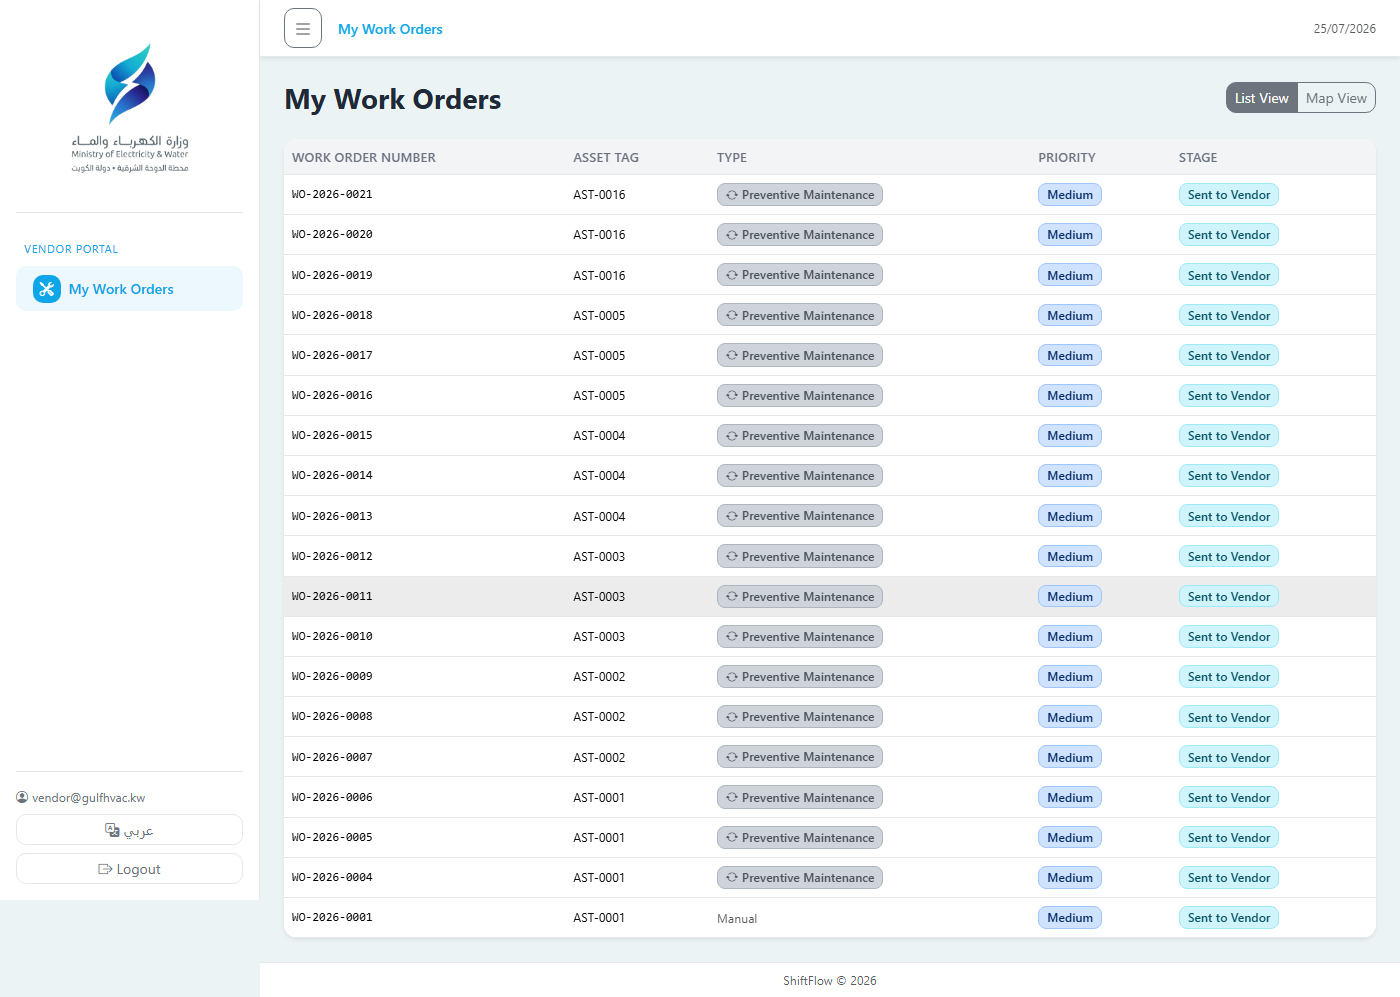 وزارة الكهرباء والماء
Ministry of Electricity & Water
محطة الدوحة الشرقية • دولة الكويت
VENDOR PORTAL
My Work Orders
vendor@gulfhvac.kw
عربي
Logout
My Work Orders
25/07/2026
My Work Orders
List View Map View
WORK ORDER NUMBER ASSET TAG TYPE PRIORITY STAGE
WO-2026-0021 AST-0016 Preventive Maintenance Medium Sent to Vendor
WO-2026-0020 AST-0016 Preventive Maintenance Medium Sent to Vendor
WO-2026-0019 AST-0016 Preventive Maintenance Medium Sent to Vendor
WO-2026-0018 AST-0005 Preventive Maintenance Medium Sent to Vendor
WO-2026-0017 AST-0005 Preventive Maintenance Medium Sent to Vendor
WO-2026-0016 AST-0005 Preventive Maintenance Medium Sent to Vendor
WO-2026-0015 AST-0004 Preventive Maintenance Medium Sent to Vendor
WO-2026-0014 AST-0004 Preventive Maintenance Medium Sent to Vendor
WO-2026-0013 AST-0004 Preventive Maintenance Medium Sent to Vendor
WO-2026-0012 AST-0003 Preventive Maintenance Medium Sent to Vendor
WO-2026-0011 AST-0003 Preventive Maintenance Medium Sent to Vendor
WO-2026-0010 AST-0003 Preventive Maintenance Medium Sent to Vendor
WO-2026-0009 AST-0002 Preventive Maintenance Medium Sent to Vendor
WO-2026-0008 AST-0002 Preventive Maintenance Medium Sent to Vendor
WO-2026-0007 AST-0002 Preventive Maintenance Medium Sent to Vendor
WO-2026-0006 AST-0001 Preventive Maintenance Medium Sent to Vendor
WO-2026-0005 AST-0001 Preventive Maintenance Medium Sent to Vendor
WO-2026-0004 AST-0001 Preventive Maintenance Medium Sent to Vendor
WO-2026-0001 AST-0001 Manual Medium Sent to Vendor
ShiftFlow © 2026